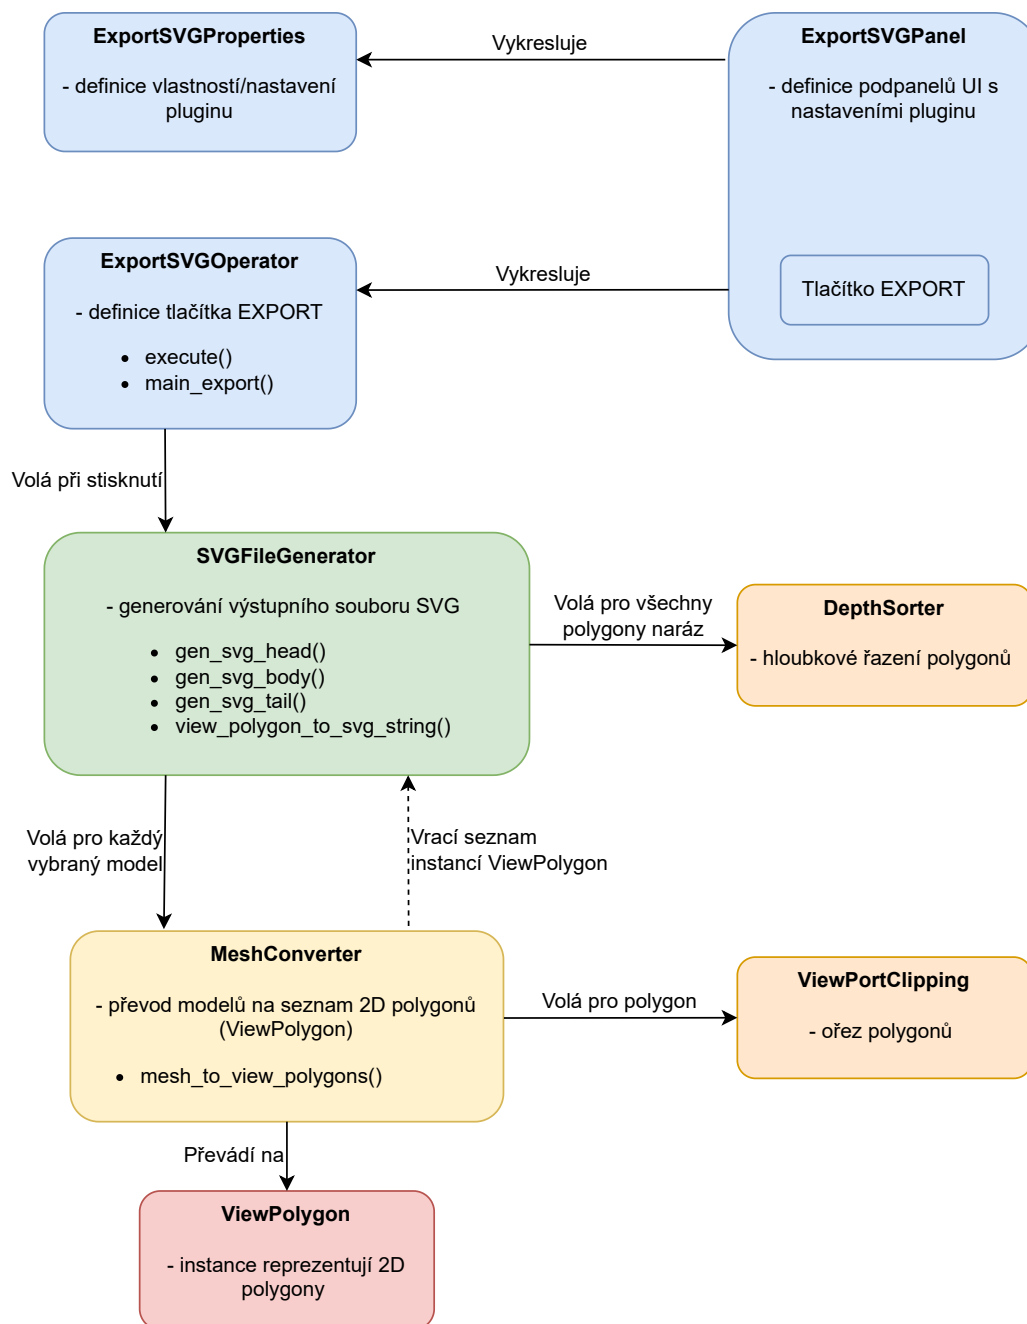 ExportSVGProperties
- definice vlastností/nastavení
pluginu
Vykresluje
ExportSVGPanel
- definice podpanelů UI s
nastaveními pluginu
Tlačítko EXPORT
ExportSVGOperator
- definice tlačítka EXPORT
• execute()
• main_export()
Vykresluje
Volá při stisknutí
SVGFileGenerator
- generování výstupního souboru SVG
• gen_svg_head()
• gen_svg_body()
• gen_svg_tail()
• view_polygon_to_svg_string()
Volá pro všechny
polygony naráz
DepthSorter
- hloubkové řazení polygonů
Volá pro každý
vybraný model
Vrací seznam
instancí ViewPolygon
MeshConverter
- převod modelů na seznam 2D polygonů
(ViewPolygon)
• mesh_to_view_polygons()
Volá pro polygon
ViewPortClipping
- ořez polygonů
Převádí na
ViewPolygon
- instance reprezentují 2D
polygony